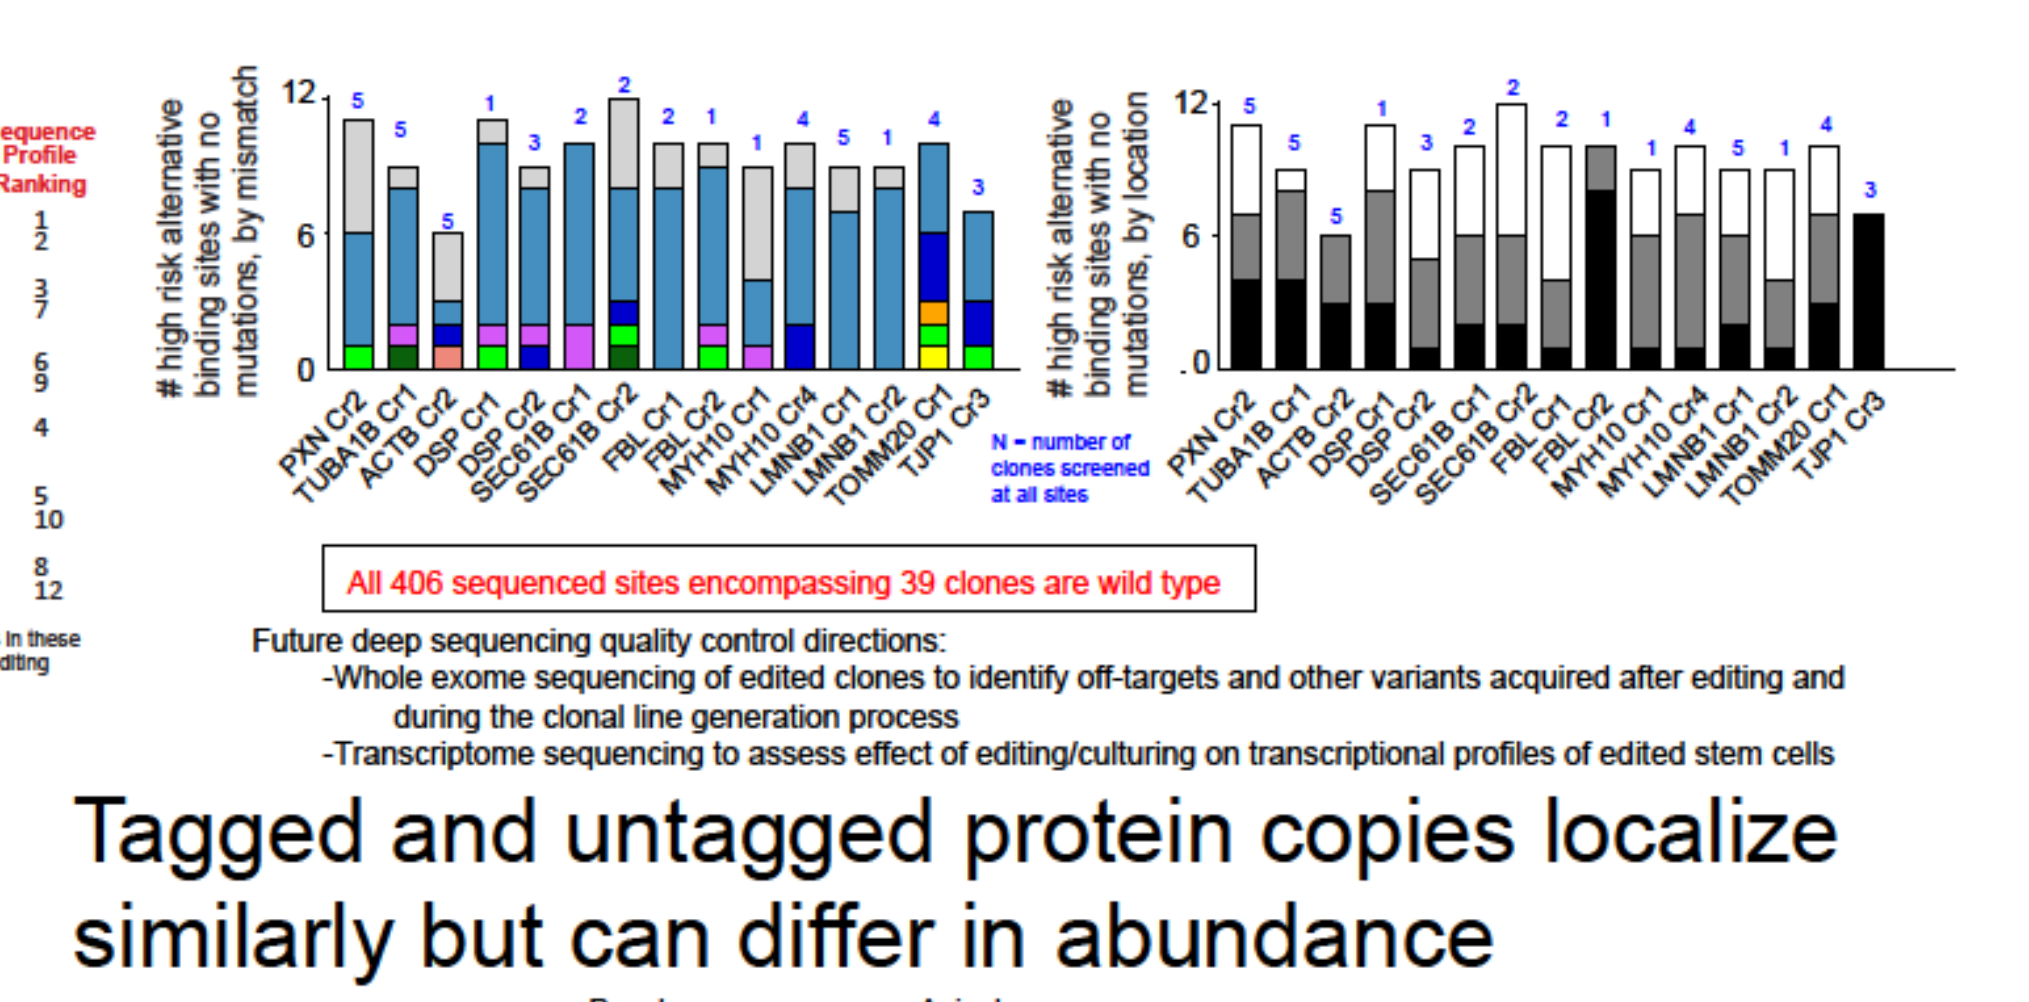 equence
Profile
Ranking
1
2
3
7
6
9
4
5
10
8
12
in these
diting
# high risk alternative
binding sites with no
mutations, by mismatch
12
6
0
5
5
5
1
3
2
2
2
1
1
4
5
1
4
3
PXN Cr2
TUBA1B Cr1
ACTB Cr2
DSP Cr1
DSP Cr2
SEC61B Cr1
SEC61B Cr2
FBL Cr1
FBL Cr2
MYH10 Cr1
MYH10 Cr4
LMNB1 Cr1
LMNB1 Cr2
TOMM20 Cr1
TJP1 Cr3
N = number of
clones screened
at all sites
# high risk alternative
binding sites with no
mutations, by location
12
6
.0
5
5
5
1
3
2
2
2
1
1
4
5
1
4
3
PXN Cr2
TUBA1B Cr1
ACTB Cr2
DSP Cr1
DSP Cr2
SEC61B Cr1
SEC61B Cr2
FBL Cr1
FBL Cr2
MYH10 Cr1
MYH10 Cr4
LMNB1 Cr1
LMNB1 Cr2
TOMM20 Cr1
TJP1 Cr3
All 406 sequenced sites encompassing 39 clones are wild type
Future deep sequencing quality control directions:
-Whole exome sequencing of edited clones to identify off-targets and other variants acquired after editing and
during the clonal line generation process
-Transcriptome sequencing to assess effect of editing/culturing on transcriptional profiles of edited stem cells
Tagged and untagged protein copies localize
similarly but can differ in abundance